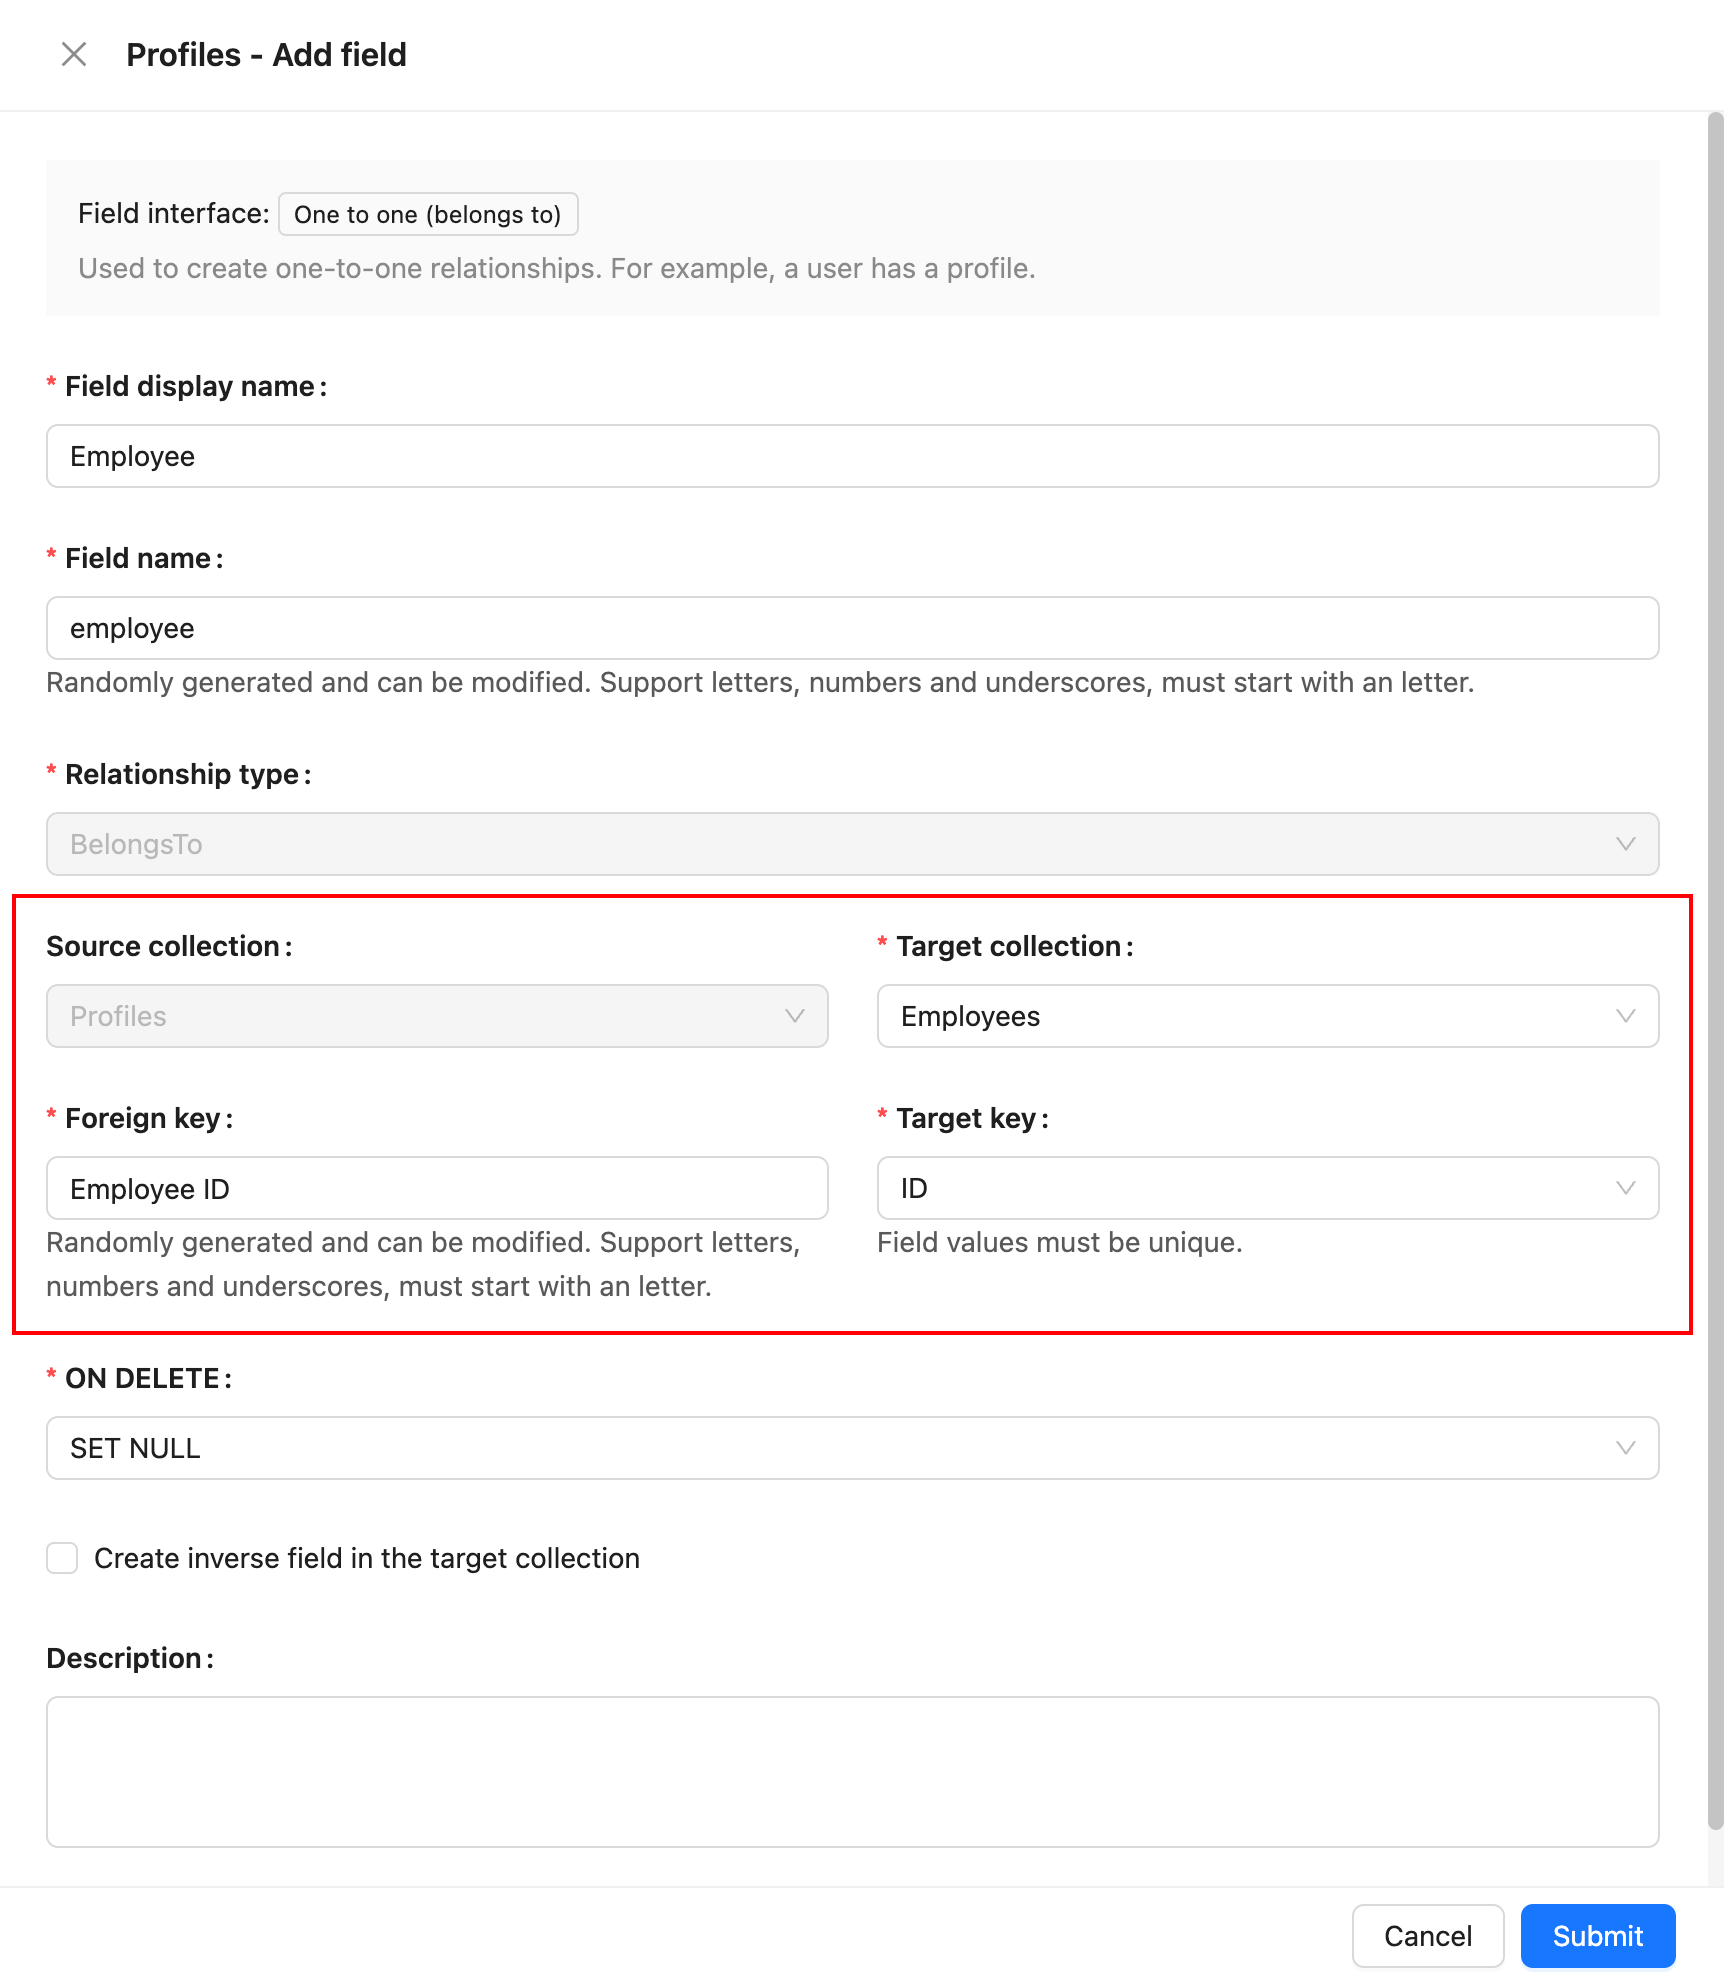 Profiles - Add field
Field interface: One to one (belongs to)
Used to create one-to-one relationships. For example, a user has a profile.
* Field display name:
Employee
* Field name:
employee
Randomly generated and can be modified. Support letters, numbers and underscores, must start with an letter.
* Relationship type:
BelongsTo
Source collection:
Profiles
* Target collection:
Employees
* Foreign key:
Employee ID
Randomly generated and can be modified. Support letters,
numbers and underscores, must start with an letter.
* Target key:
ID
Field values must be unique.
* ON DELETE:
SET NULL
Create inverse field in the target collection
Description:
Cancel
Submit